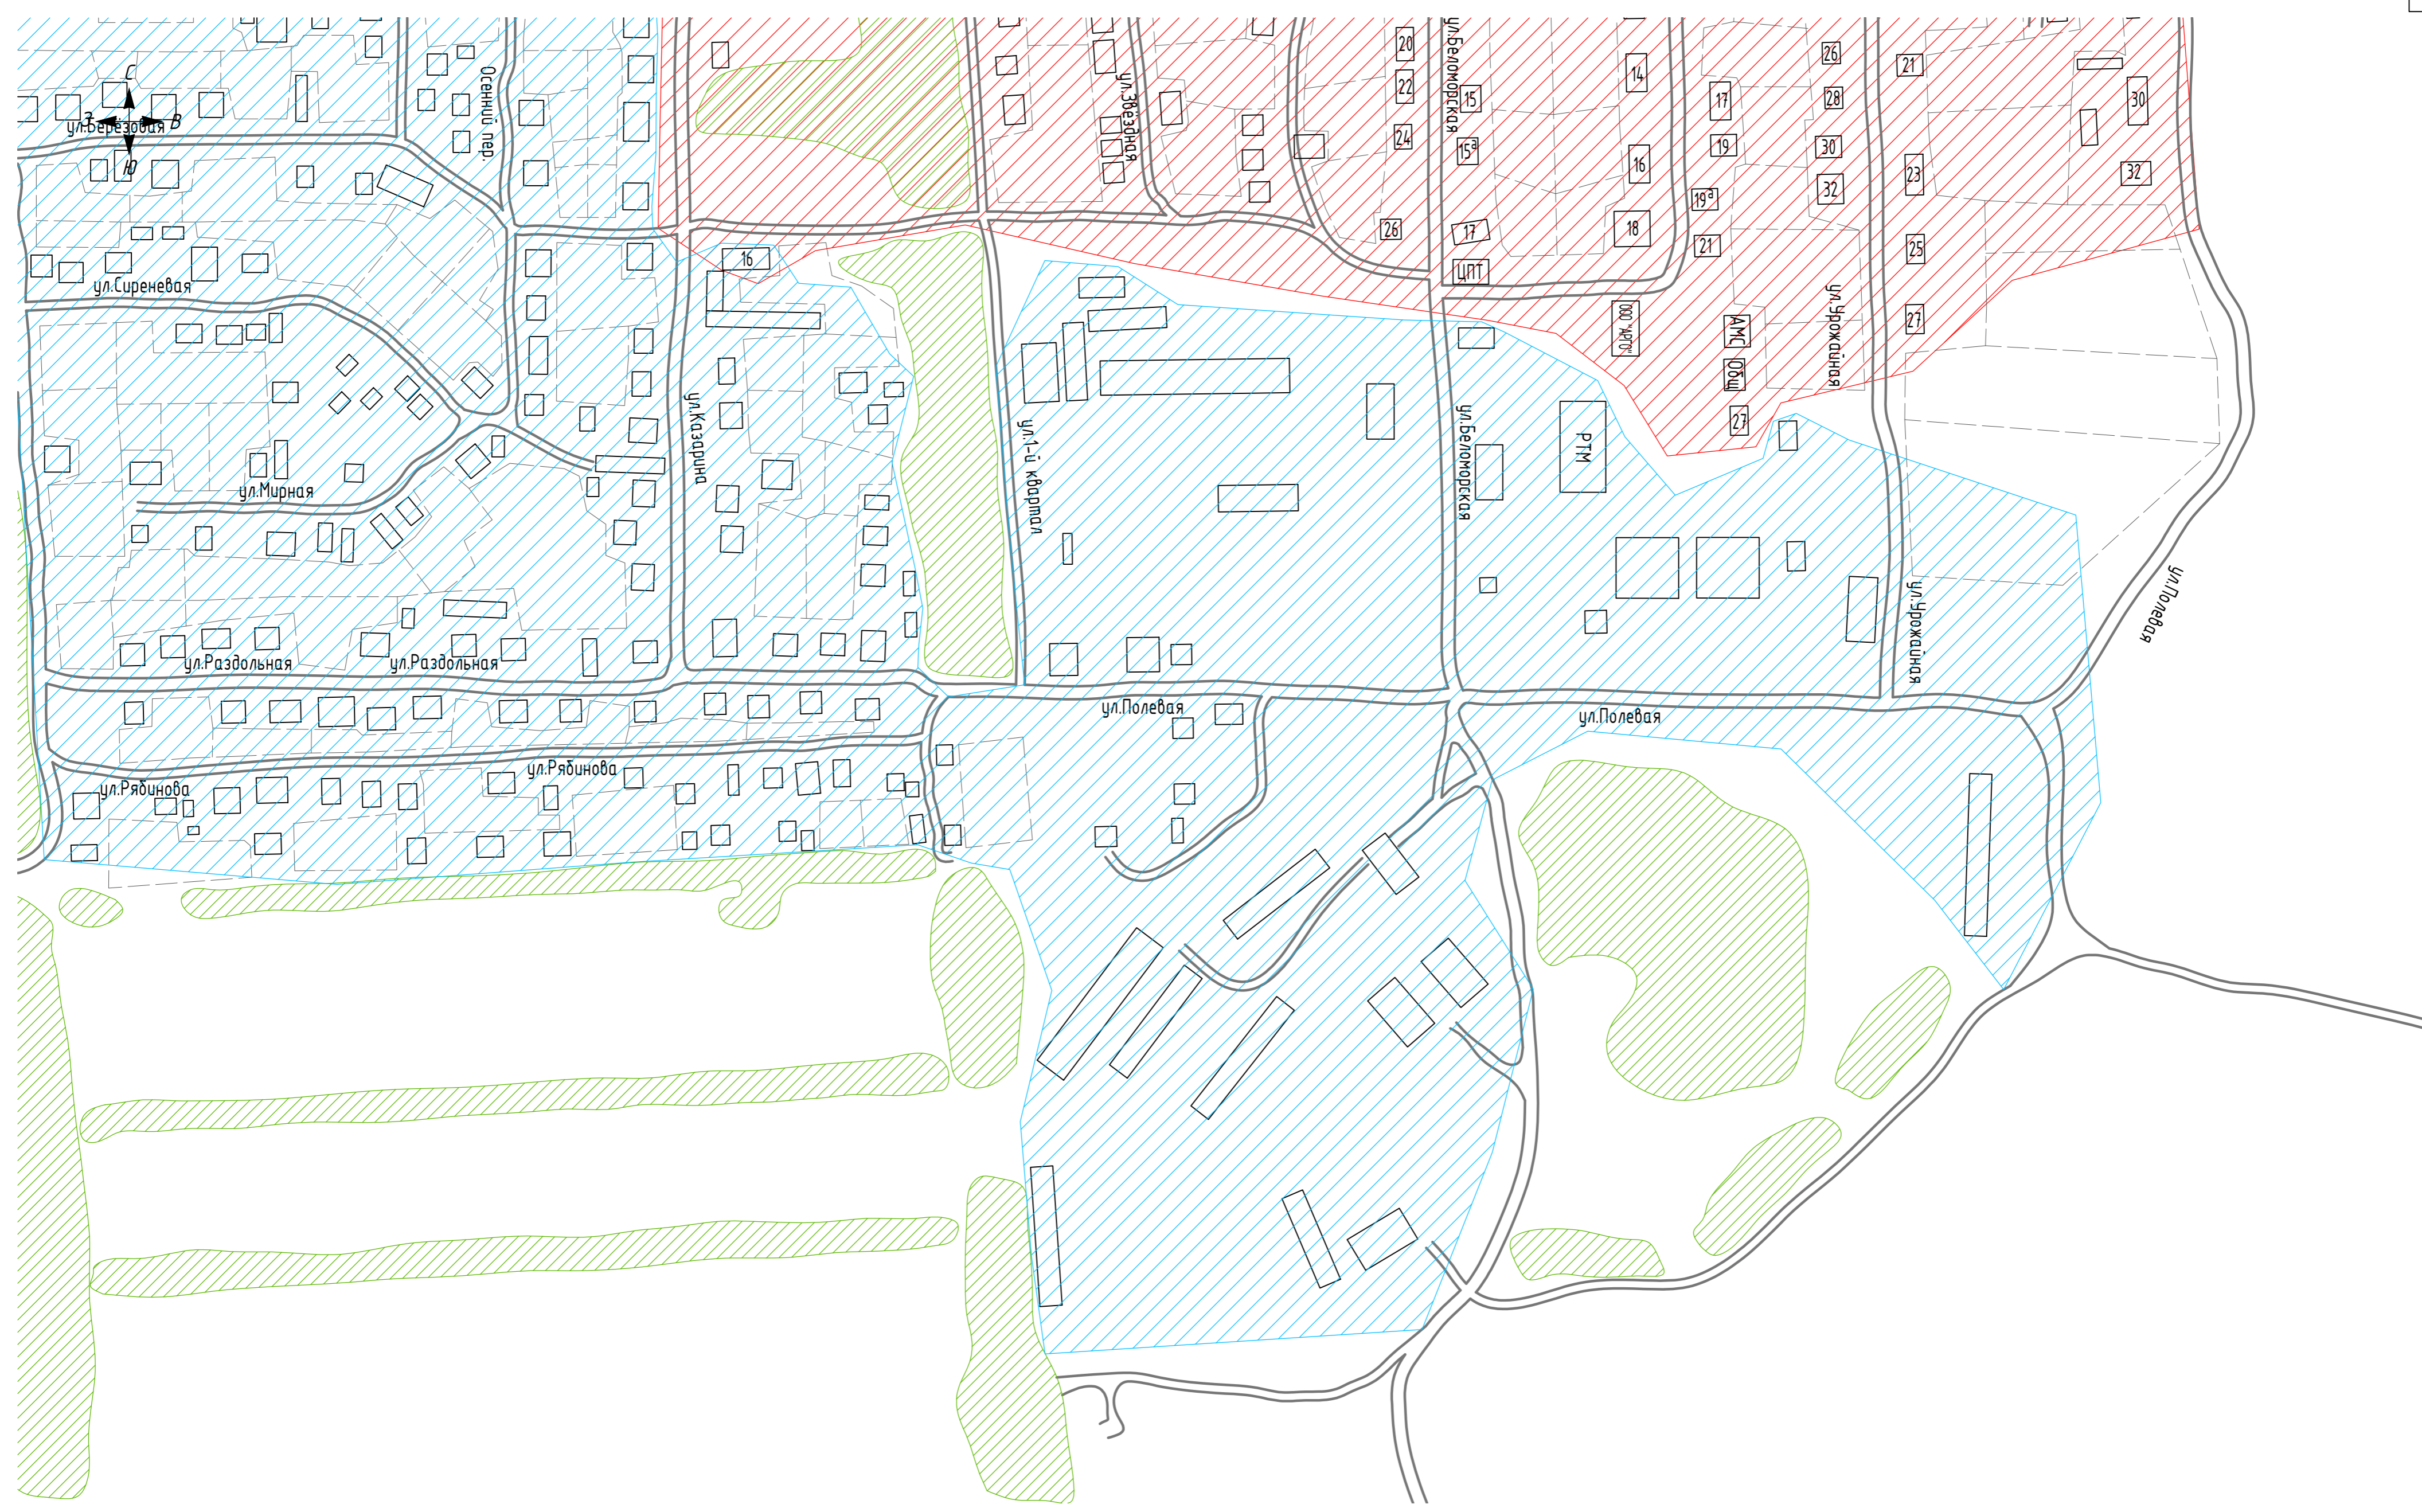 С
З
В
Ю
ул.Берёзовая
Осенний пер.
ул.Звёздная
ул.Беломорская
20
22
24
26
15
15а
17
ЦПТ
14
16
18
17
19
19а
21
26
28
30
32
21
23
25
27
30
32
ООО "АРГО"
АМС
Общ
27
ул.Урожайная
16
ул.Сиреневая
ул.Казарина
ул.1-й квартал
ул.Беломорская
РТМ
ул.Мирная
ул.Урожайная
ул.Полевая
ул.Раздольная
ул.Раздольная
ул.Полевая
ул.Полевая
ул.Рябинова
ул.Рябинова